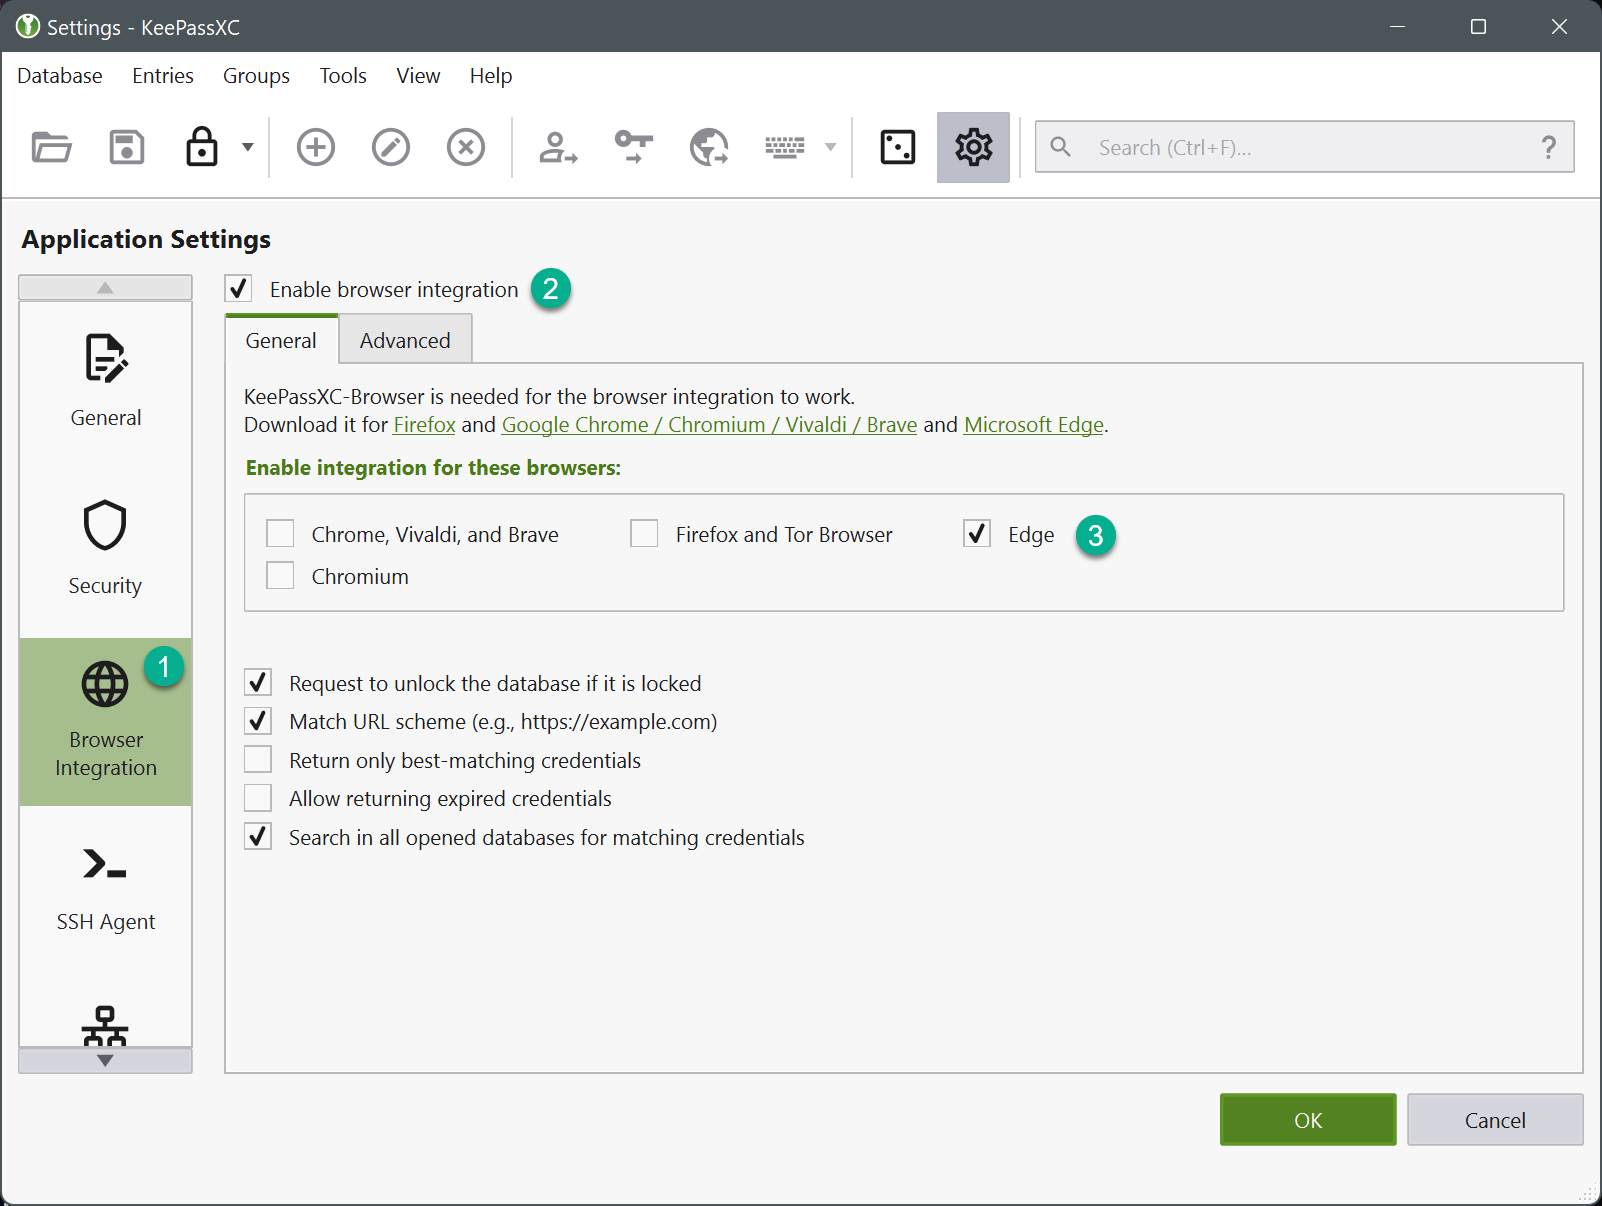 Settings - KeePassXC
Database Entries Groups Tools View Help
Search (Ctrl+F)... ?
Application Settings
Enable browser integration 2
General Advanced
KeePassXC-Browser is needed for the browser integration to work.
Download it for Firefox and Google Chrome / Chromium / Vivaldi / Brave and Microsoft Edge.
Enable integration for these browsers:
Chrome, Vivaldi, and Brave Firefox and Tor Browser Edge 3
Chromium
Request to unlock the database if it is locked
Match URL scheme (e.g., https://example.com)
Return only best-matching credentials
Allow returning expired credentials
Search in all opened databases for matching credentials
General
Security
1
Browser
Integration
SSH Agent
OK Cancel